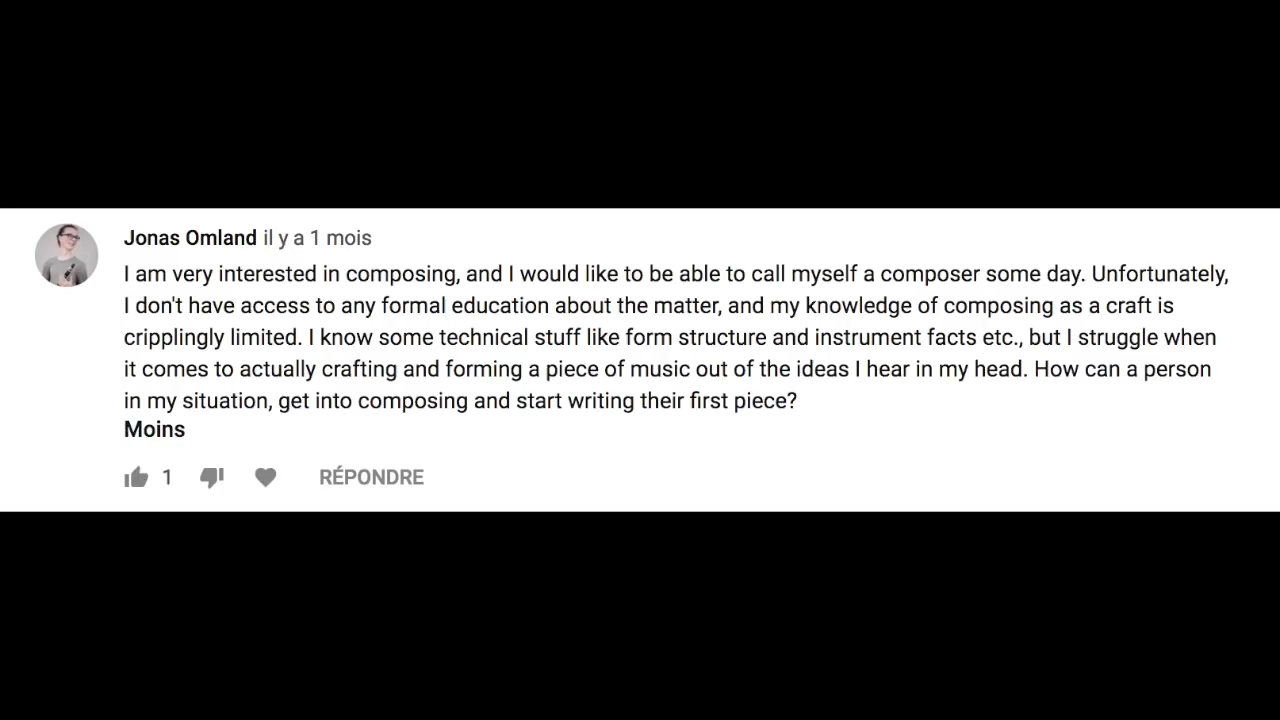 Jonas Omland il y a 1 mois
I am very interested in composing, and I would like to be able to call myself a composer some day. Unfortunately,
I don't have access to any formal education about the matter, and my knowledge of composing as a craft is
cripplingly limited. I know some technical stuff like form structure and instrument facts etc., but I struggle when
it comes to actually crafting and forming a piece of music out of the ideas I hear in my head. How can a person
in my situation, get into composing and start writing their first piece?
Moins
1 RÉPONDRE